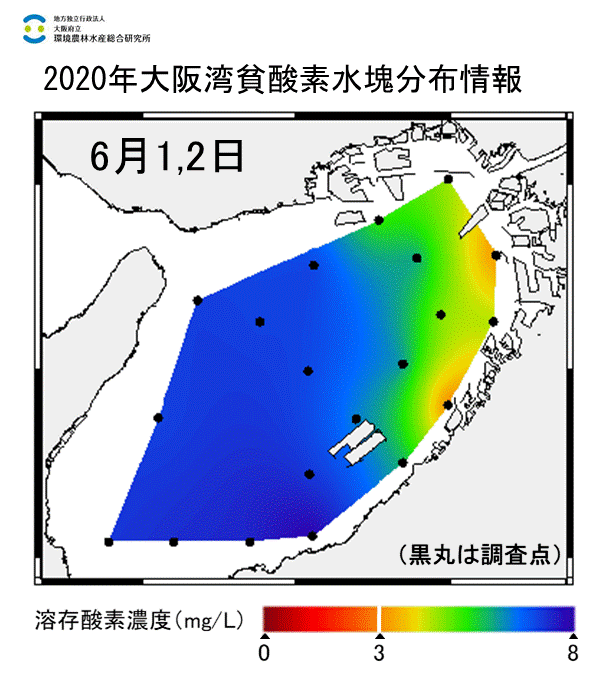 地方独立行政法人
大阪府立
環境農林水産総合研究所
2020年大阪湾貧酸素水塊分布情報
6月1,2日
(黒丸は調査点)
溶存酸素濃度(mg/L)
0 3 8